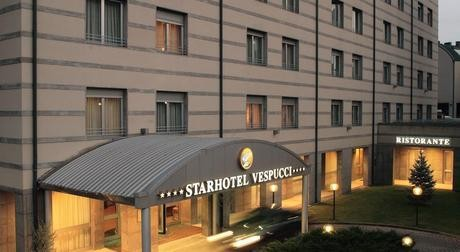 ★★★★ STARHOTEL VESPUCCI ★★★★
RISTORANTE